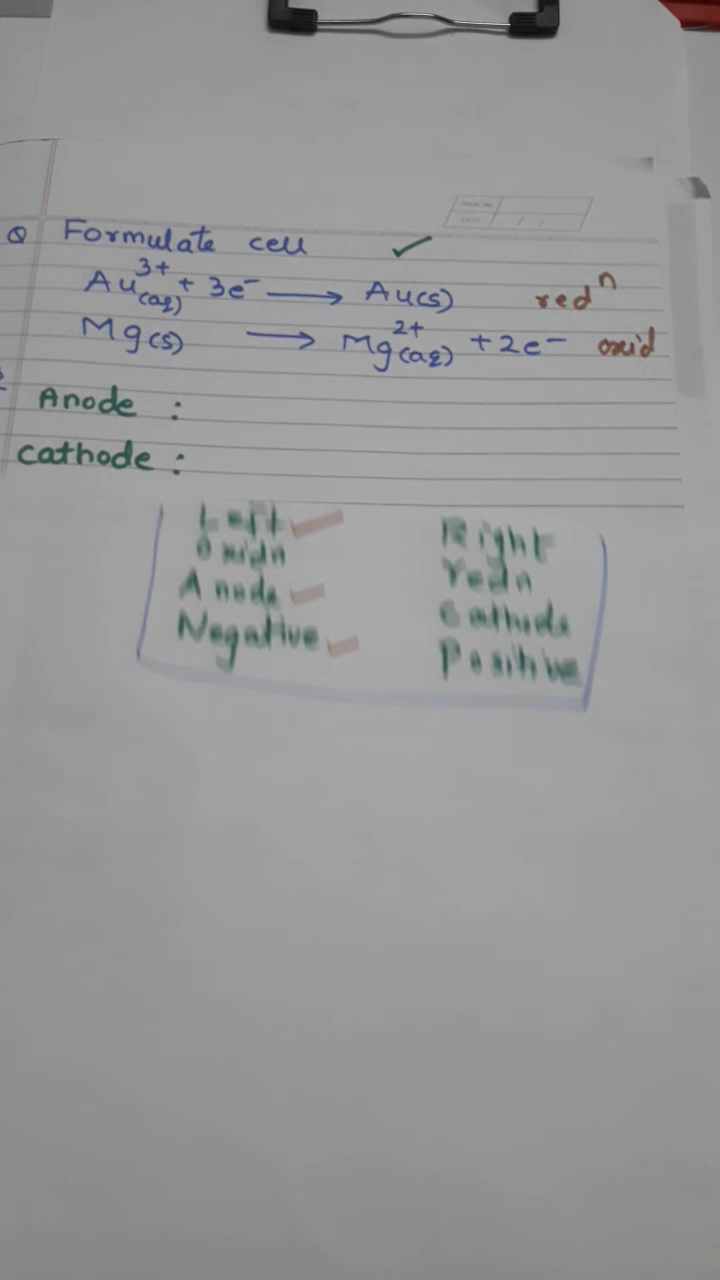 Q Formulate cell ✓
Au³⁺(aq) + 3e⁻ ⟶ Au(s) redⁿ
Mg(s) ⟶ Mg²⁺(aq) + 2e⁻ oxid
Anode :
Cathode :
Left Right
Oxidn redn
Anode Cathode
Negative Positive